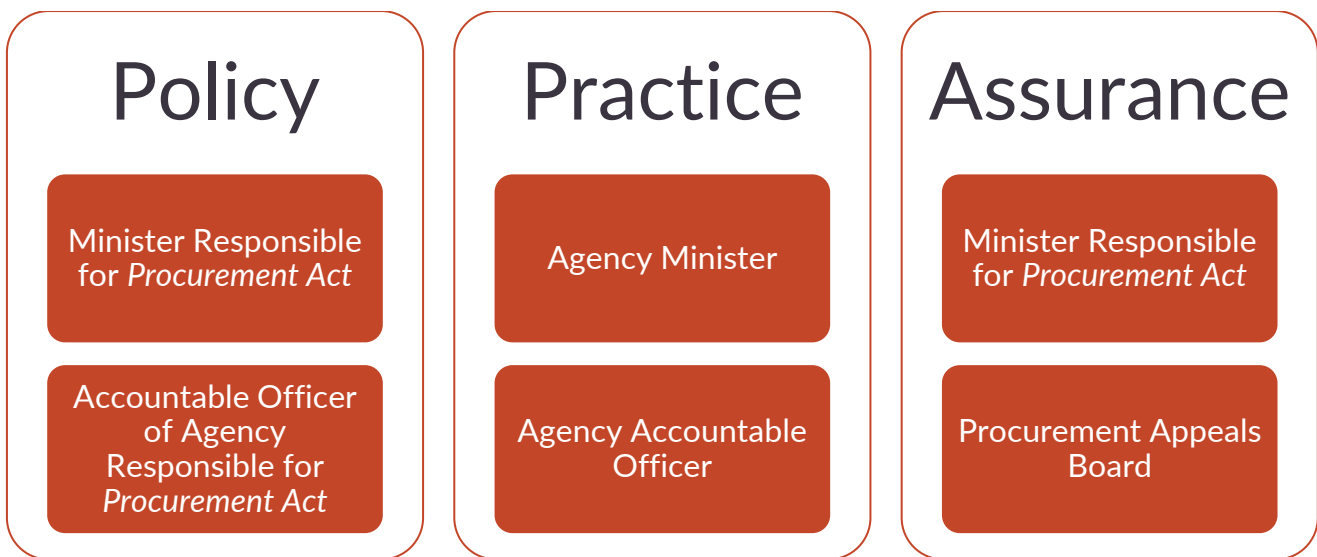 Policy
Minister Responsible
for Procurement Act
Accountable Officer
of Agency
Responsible for
Procurement Act
Practice
Agency Minister
Agency Accountable
Officer
Assurance
Minister Responsible
for Procurement Act
Procurement Appeals
Board